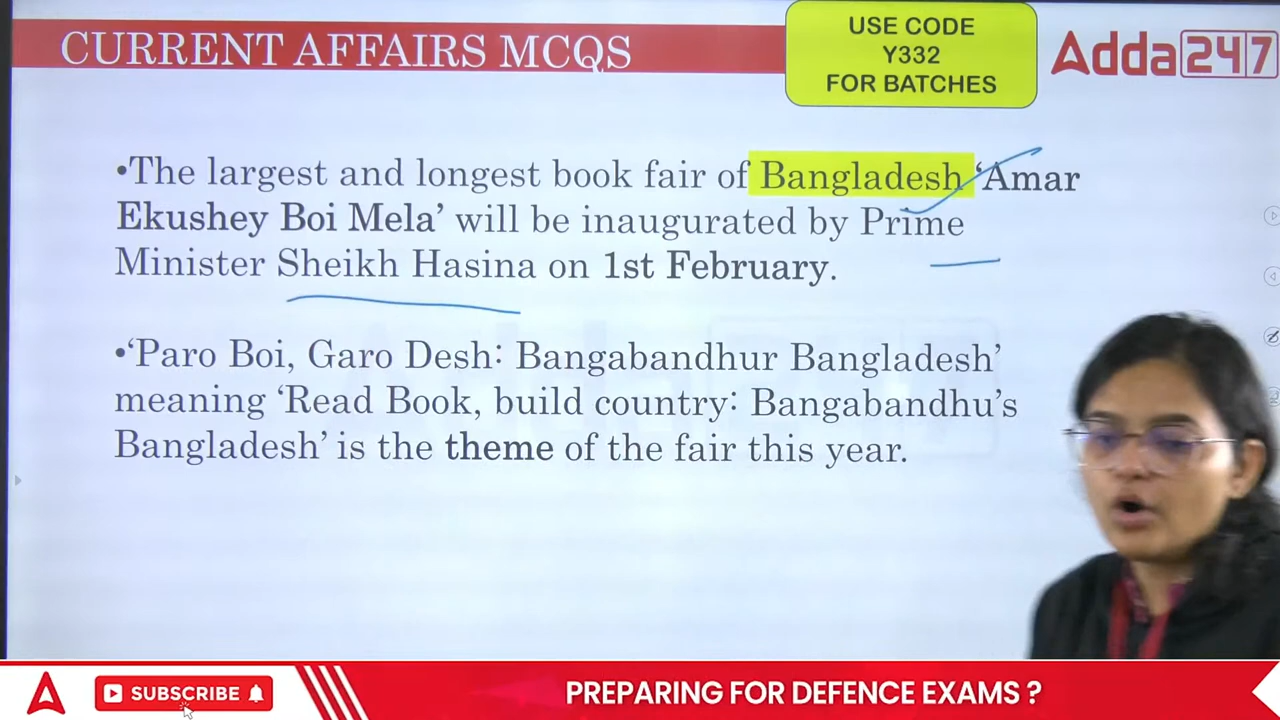 CURRENT AFFAIRS MCQS
USE CODE
Y332
FOR BATCHES
Adda247
•The largest and longest book fair of Bangladesh ‘Amar
Ekushey Boi Mela’ will be inaugurated by Prime
Minister Sheikh Hasina on 1st February.
•‘Paro Boi, Garo Desh: Bangabandhur Bangladesh’
meaning ‘Read Book, build country: Bangabandhu’s
Bangladesh’ is the theme of the fair this year.
SUBSCRIBE
PREPARING FOR DEFENCE EXAMS ?